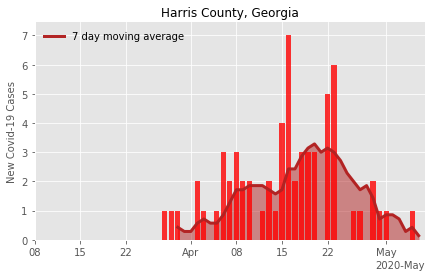 Harris County, Georgia
7 day moving average
New Covid-19 Cases
7
6
5
4
3
2
1
0
08 15 22 Apr 08 15 22 May
2020-May